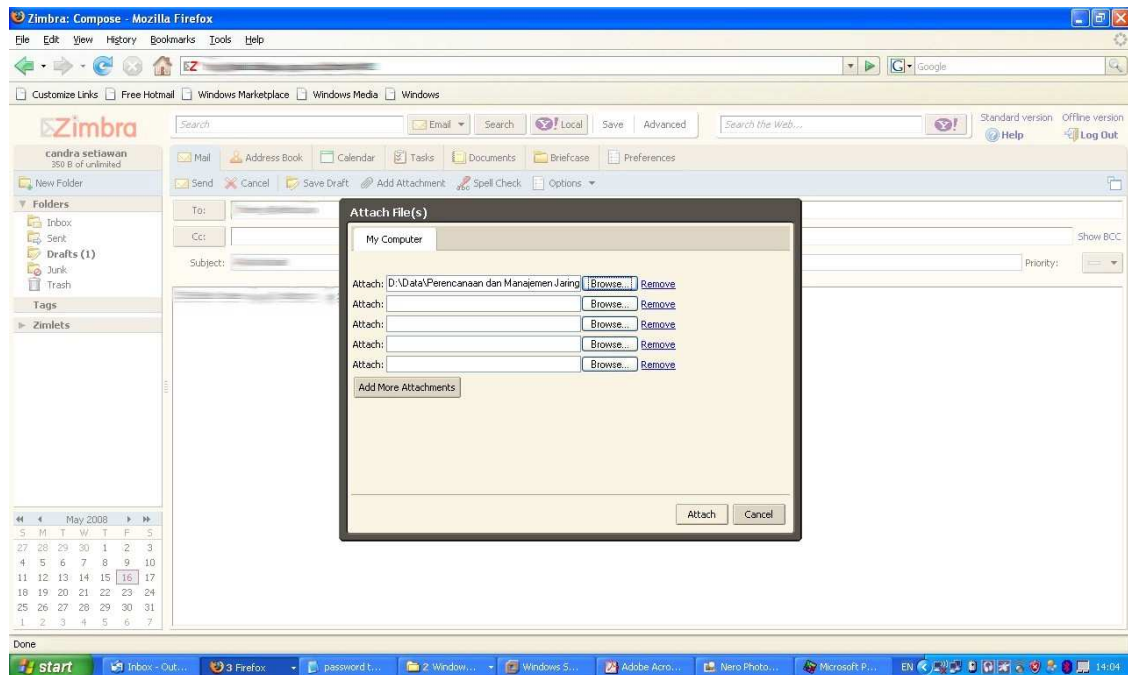 Zimbra: Compose - Mozilla Firefox
File Edit View History Bookmarks Tools Help
Z G Google
Customize Links Free Hotmail Windows Marketplace Windows Media Windows
Zimbra Search Email Search Y! Local Save Advanced Search the Web... Y! Standard version Offline version
Help Log Out
candra setiawan
350 B of unlimited
Mail Address Book Calendar Tasks Documents Briefcase Preferences
New Folder Send Cancel Save Draft Add Attachment Spell Check Options
Folders
Inbox
Sent
Drafts (1)
Junk
Trash
Tags
Zimlets
To:
Cc: Show BCC
Subject: Priority:
Attach File(s)
My Computer
Attach: D:\Data\Perencanaan dan Manajemen Jaring Browse... Remove
Attach: Browse... Remove
Attach: Browse... Remove
Attach: Browse... Remove
Attach: Browse... Remove
Add More Attachments
Attach Cancel
May 2008
S M T W T F S
27 28 29 30 1 2 3
4 5 6 7 8 9 10
11 12 13 14 15 16 17
18 19 20 21 22 23 24
25 26 27 28 29 30 31
1 2 3 4 5 6 7
Done
start Inbox - Out... 3 Firefox password t... 2 Window... Windows S... Adobe Acro... Nero Photo... Microsoft P... EN 14:04